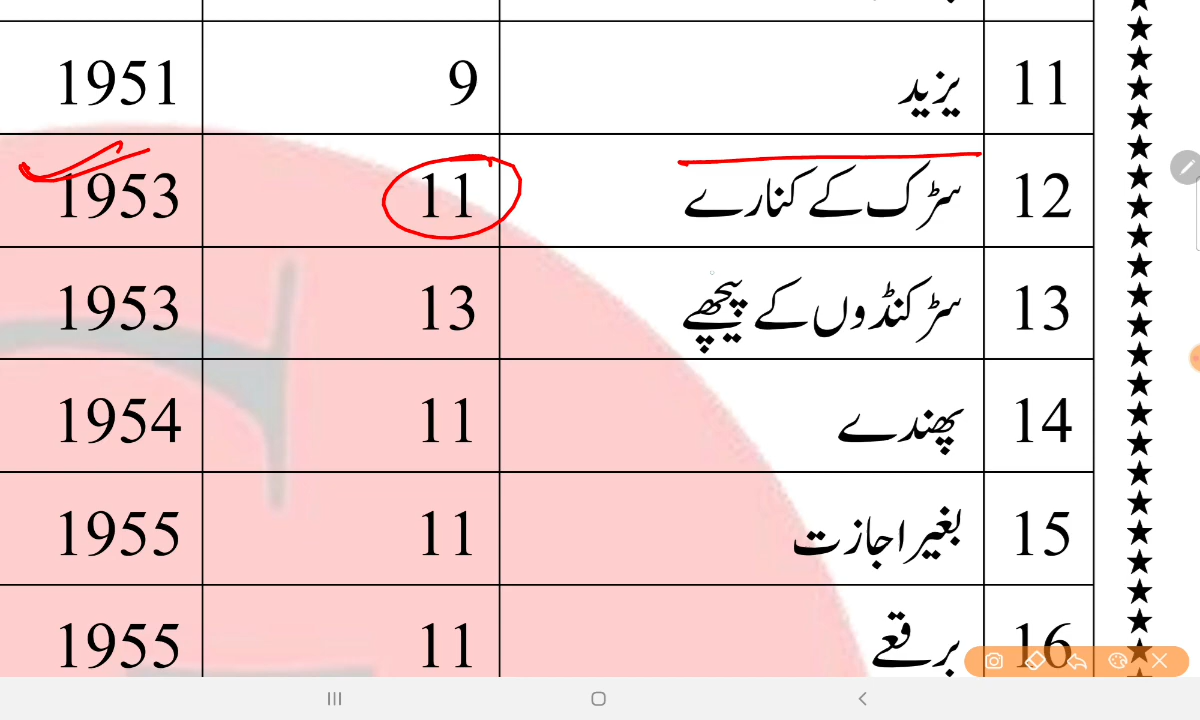 11 یزید 9 1951
12 سڑک کے کنارے 11 1953
13 سڑکنڈوں کے پیچھے 13 1953
14 پھندے 11 1954
15 بغیر اجازت 11 1955
16 برقعے 11 1955